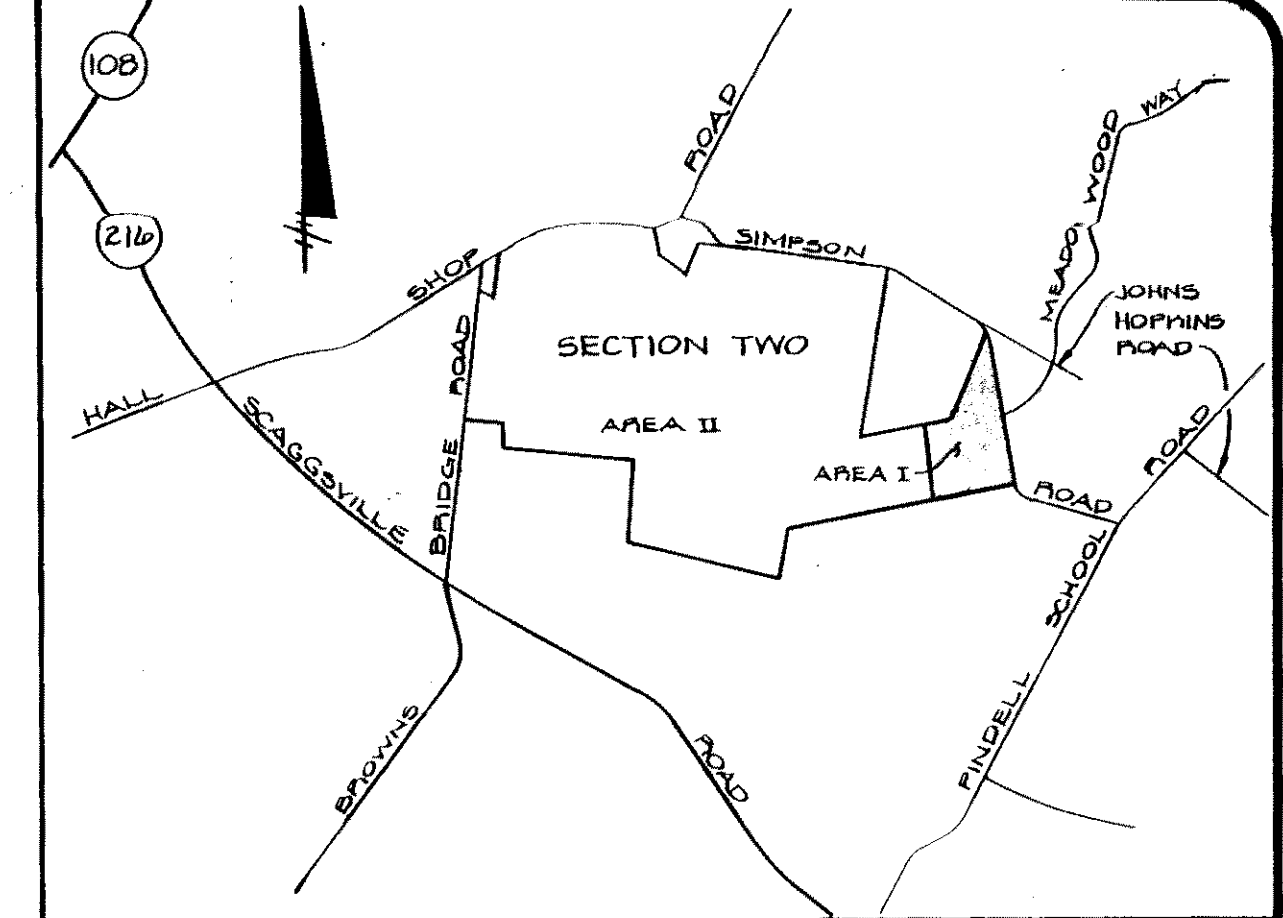 108
216
ROAD
MEADOW WOOD WAY
SIMPSON
SHOP
HALL
JOHNS
HOPKINS
ROAD
SECTION TWO
AREA II
AREA I
BRIDGE ROAD
SCAGGSVILLE
ROAD
ROAD
PINDELL SCHOOL ROAD
BROWNS